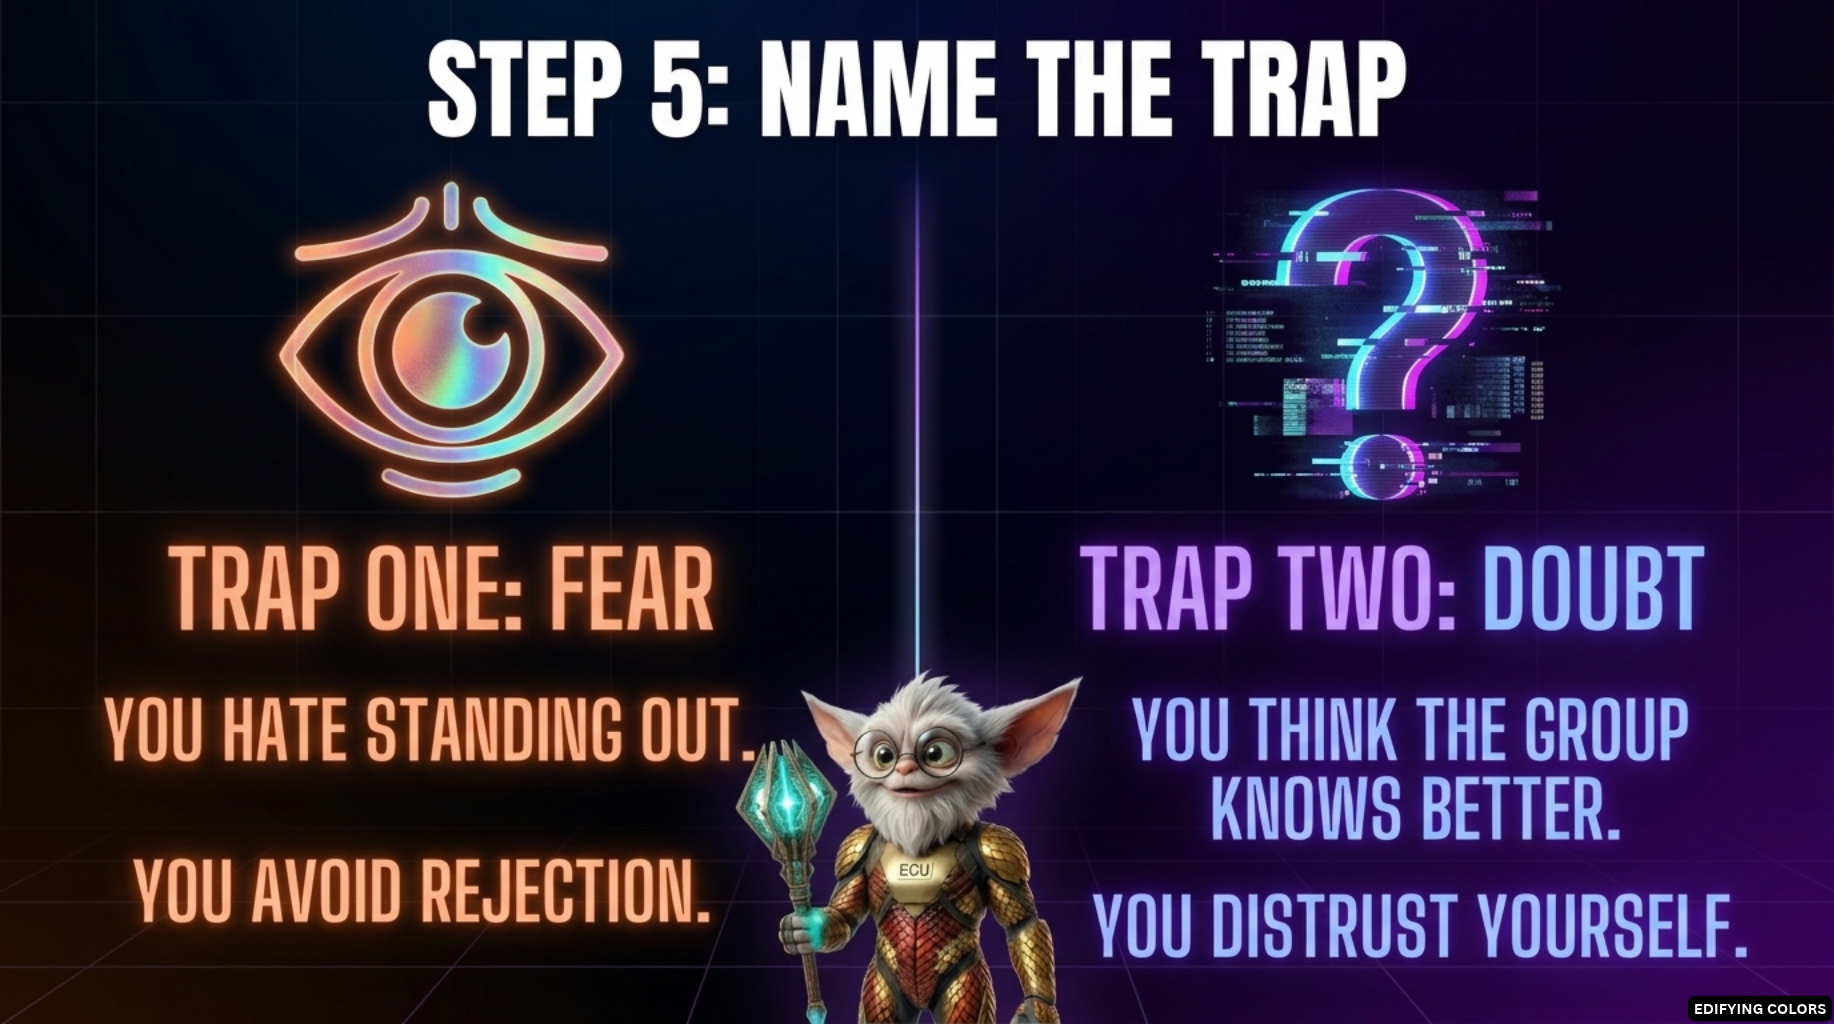 STEP 5: NAME THE TRAP
TRAP ONE: FEAR
YOU HATE STANDING OUT.
YOU AVOID REJECTION.
TRAP TWO: DOUBT
YOU THINK THE GROUP
KNOWS BETTER.
YOU DISTRUST YOURSELF.
ECU
EDIFYING COLORS